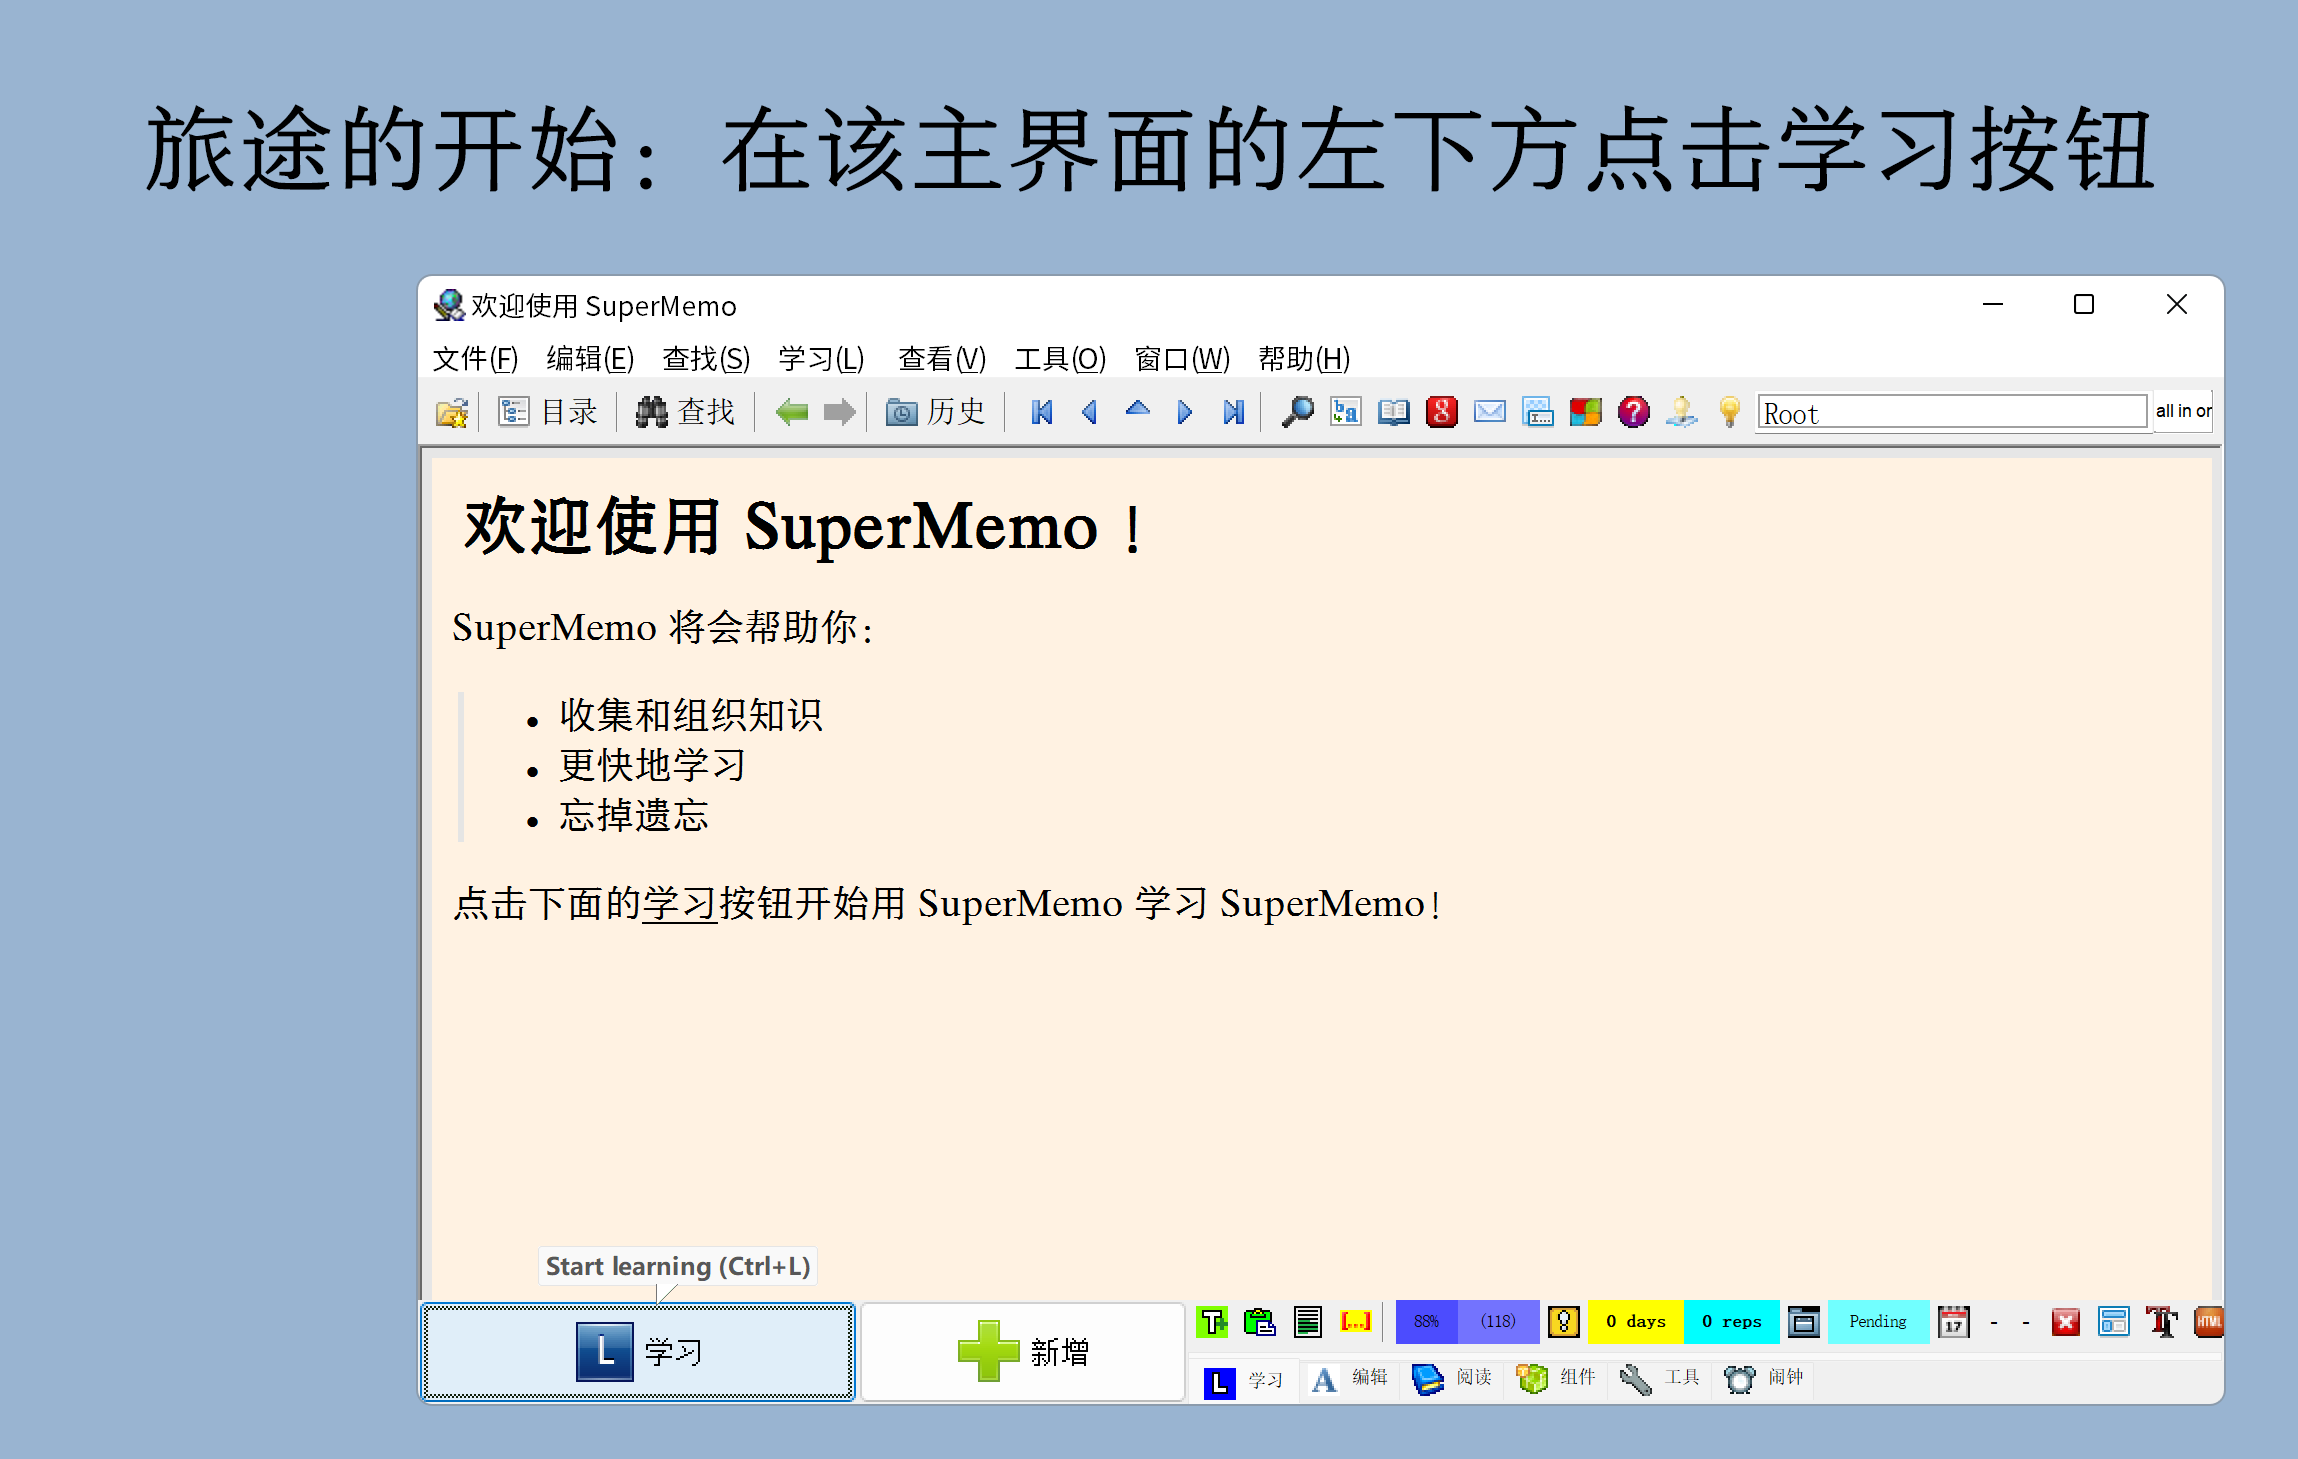 旅途的开始：在该主界面的左下方点击学习按钮
欢迎使用 SuperMemo
文件(F) 编辑(E) 查找(S) 学习(L) 查看(V) 工具(O) 窗口(W) 帮助(H)
目录 查找 历史 Root all in or
欢迎使用 SuperMemo！
SuperMemo 将会帮助你：
• 收集和组织知识
• 更快地学习
• 忘掉遗忘
点击下面的学习按钮开始用 SuperMemo 学习 SuperMemo！
Start learning (Ctrl+L)
L 学习 新增
88% (118) 0 days 0 reps Pending 17 - - HTML
L 学习 A 编辑 阅读 组件 工具 闹钟